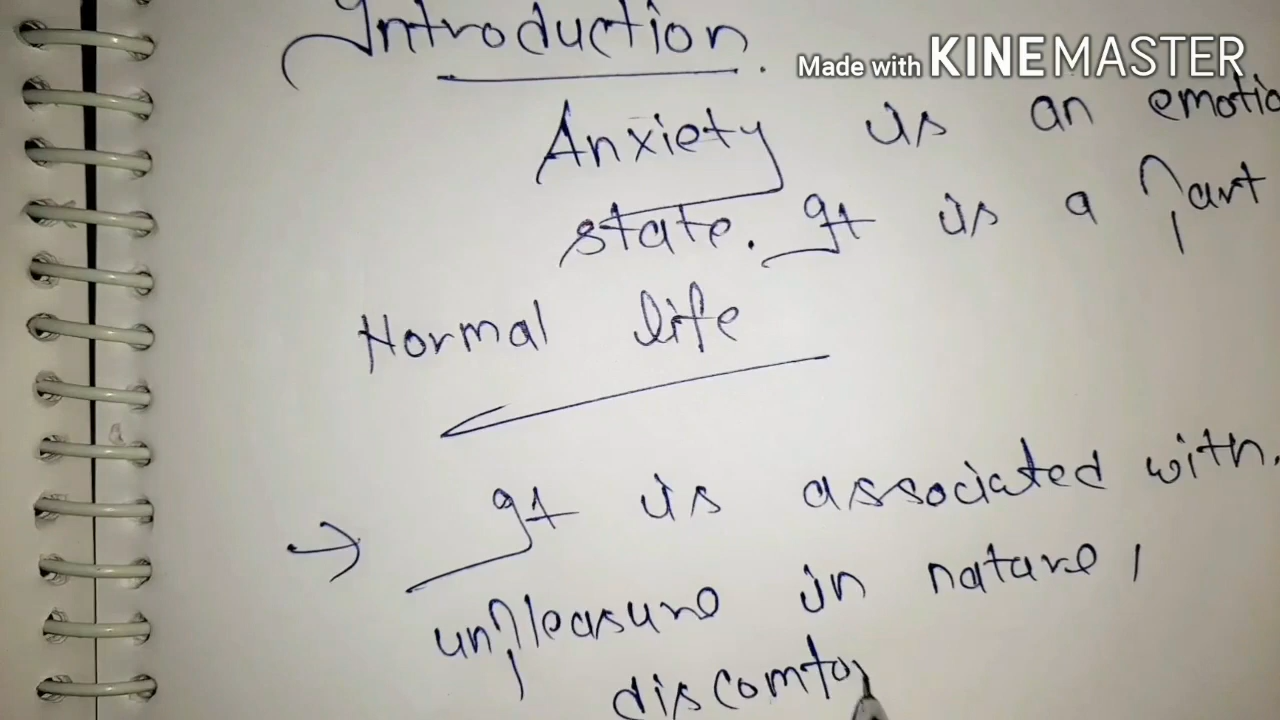 Introduction.
Made with KINEMASTER
Anxiety is an emotio
state. It is a part
Normal life
→ It is associated with.
unpleasure in nature,
discomfo